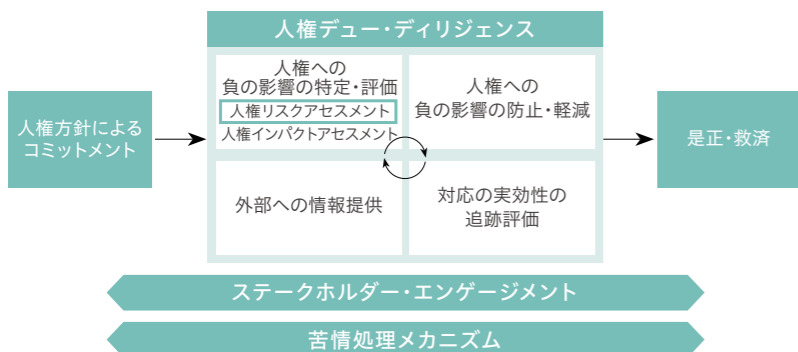 人権デュー・ディリジェンス
人権への
負の影響の特定・評価
人権リスクアセスメント
人権インパクトアセスメント
人権への
負の影響の防止・軽減
人権方針による
コミットメント
是正・救済
外部への情報提供
対応の実効性の
追跡評価
ステークホルダー・エンゲージメント
苦情処理メカニズム